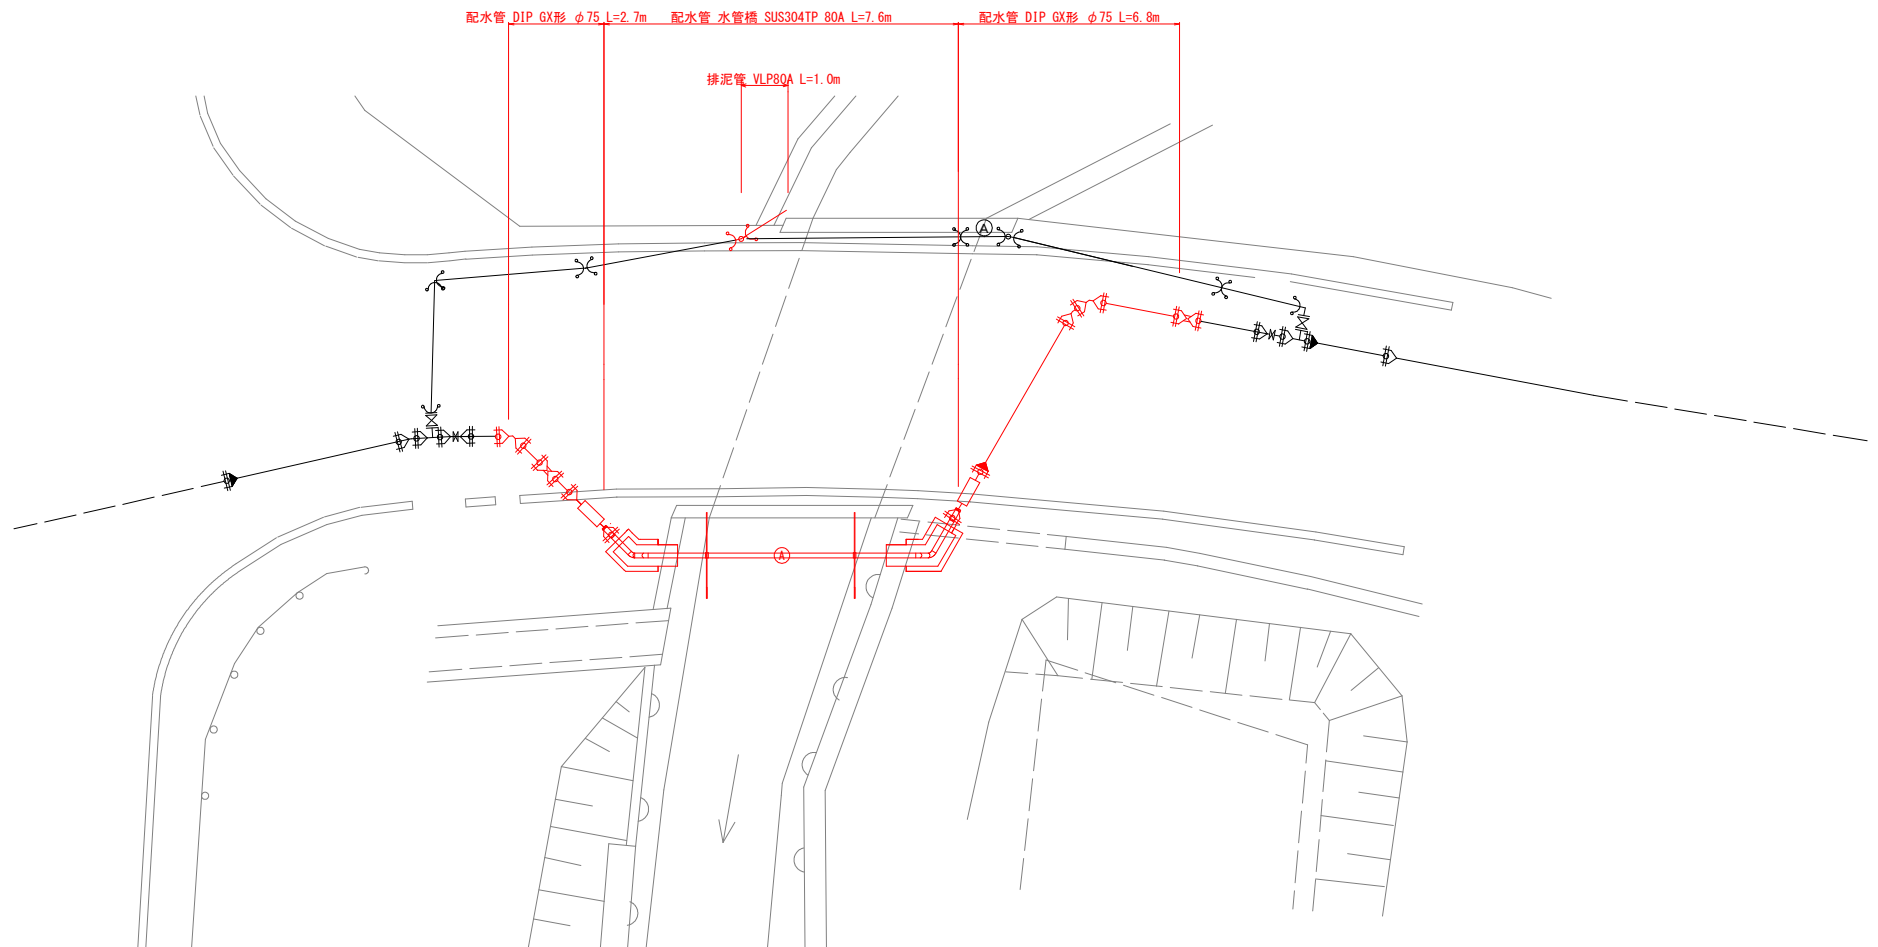 配水管 DIP GX形 φ75 L=2.7m
配水管 水管橋 SUS304TP 80A L=7.6m
配水管 DIP GX形 φ75 L=6.8m
排泥管 VLP80A L=1.0m
A
A